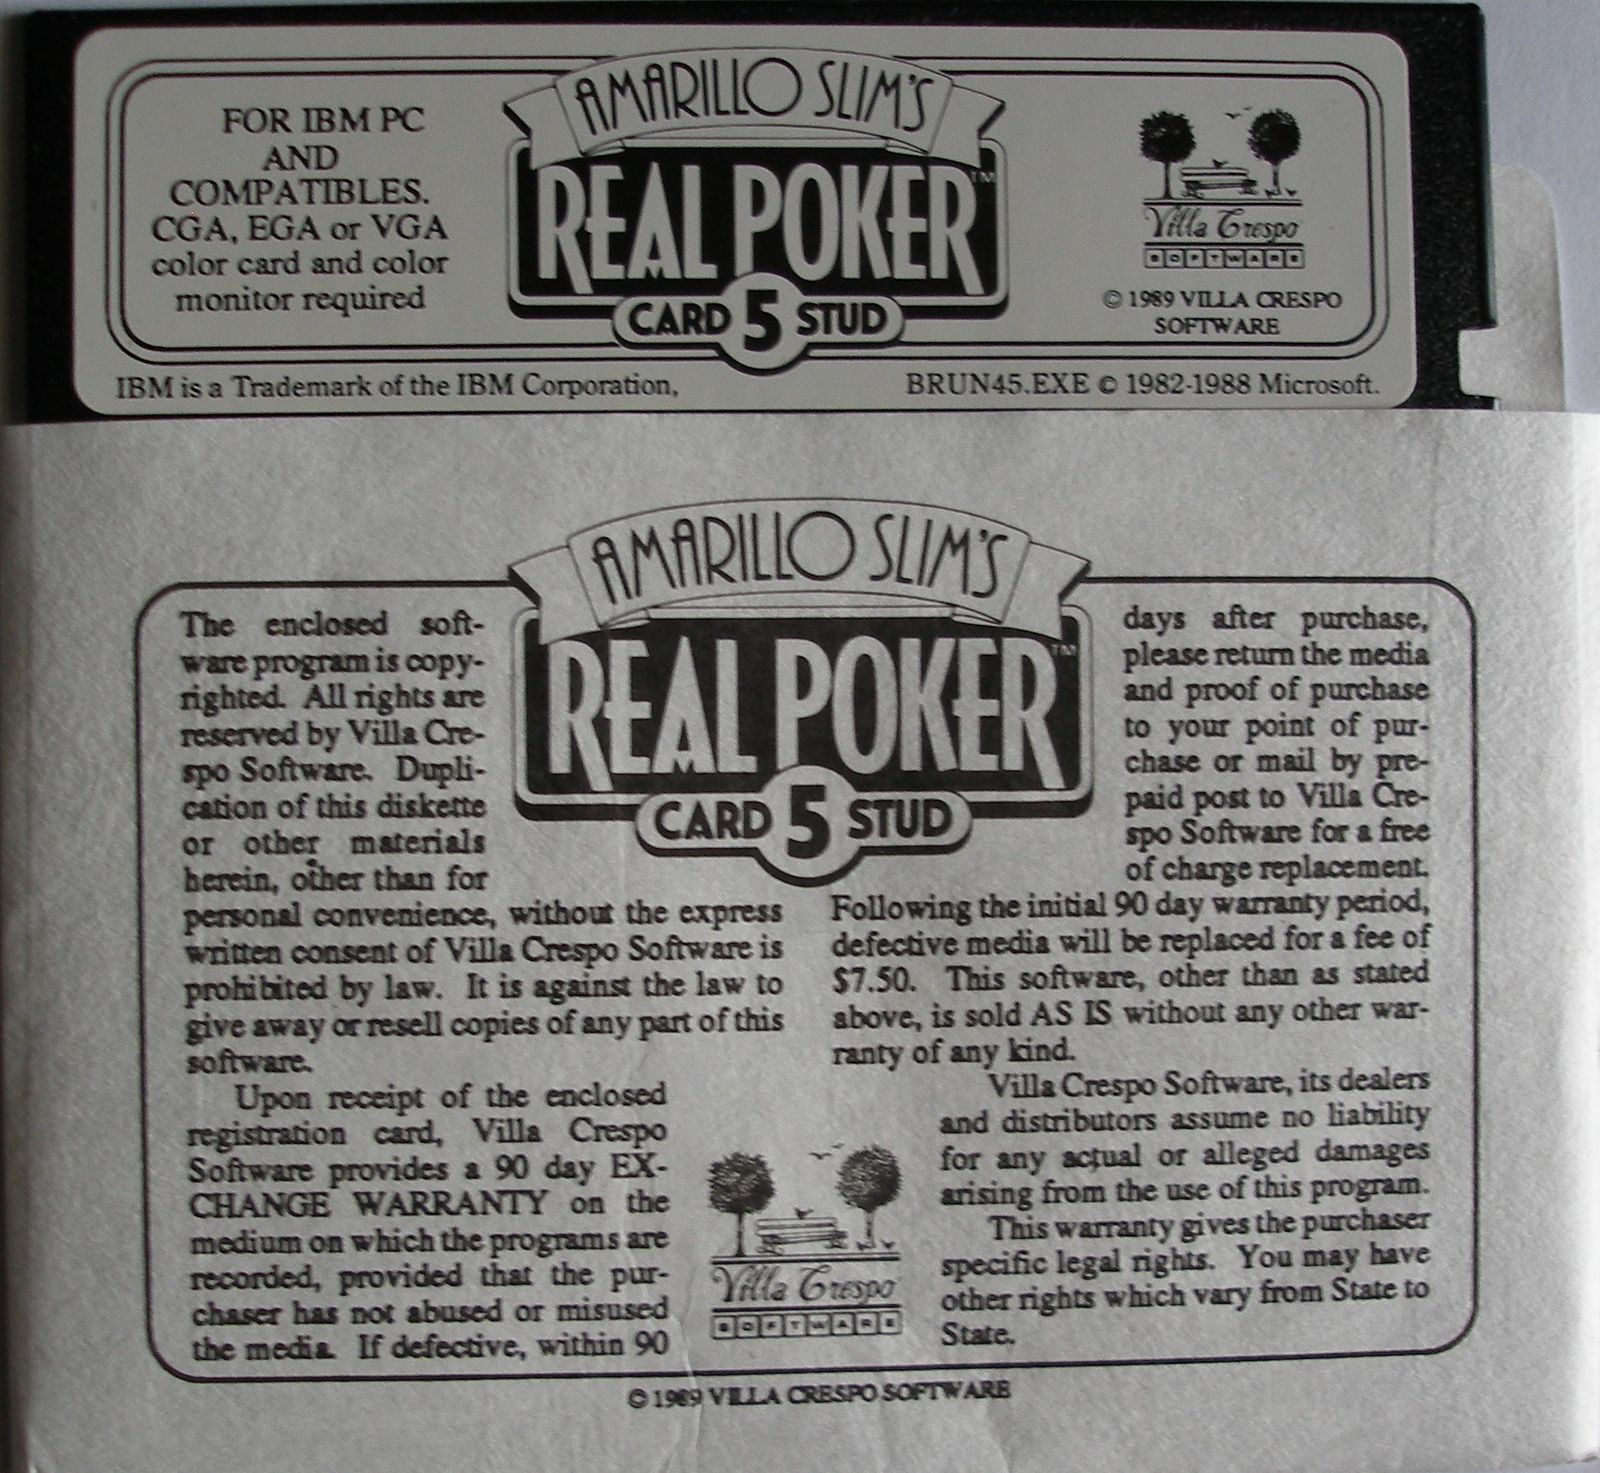 FOR IBM PC
AND
COMPATIBLES.
CGA, EGA or VGA
color card and color
monitor required
AMARILLO SLIM'S
REAL POKER™
CARD 5 STUD
Villa Crespo
SOFTWARE
© 1989 VILLA CRESPO
SOFTWARE
IBM is a Trademark of the IBM Corporation,
BRUN45.EXE © 1982-1988 Microsoft.
AMARILLO SLIM'S
REAL POKER™
CARD 5 STUD
The enclosed soft-
ware program is copy-
righted. All rights are
reserved by Villa Cre-
spo Software. Dupli-
cation of this diskette
or other materials
herein, other than for
personal convenience, without the express
written consent of Villa Crespo Software is
prohibited by law. It is against the law to
give away or resell copies of any part of this
software.
Upon receipt of the enclosed
registration card, Villa Crespo
Software provides a 90 day EX-
CHANGE WARRANTY on the
medium on which the programs are
recorded, provided that the pur-
chaser has not abused or misused
the media. If defective, within 90
days after purchase,
please return the media
and proof of purchase
to your point of pur-
chase or mail by pre-
paid post to Villa Cre-
spo Software for a free
of charge replacement.
Following the initial 90 day warranty period,
defective media will be replaced for a fee of
$7.50. This software, other than as stated
above, is sold AS IS without any other war-
ranty of any kind.
Villa Crespo Software, its dealers
and distributors assume no liability
for any actual or alleged damages
arising from the use of this program.
This warranty gives the purchaser
specific legal rights. You may have
other rights which vary from State to
State.
Villa Crespo
SOFTWARE
© 1989 VILLA CRESPO SOFTWARE